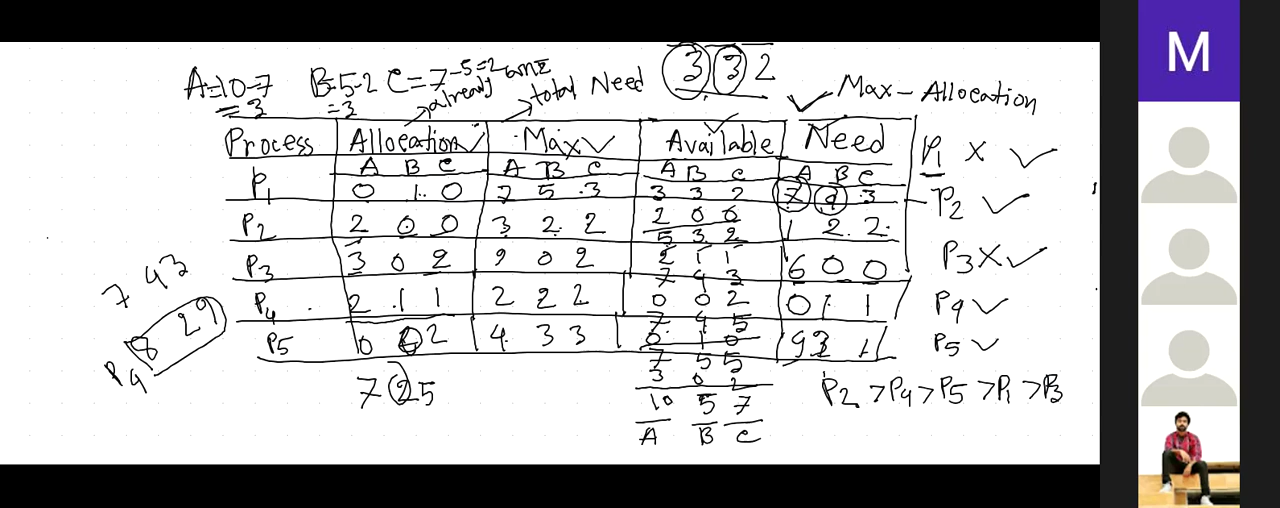 A=10-7 B=5-2 C=7-5=2 3 3 2
=3 =3 already total Need Max - Allocation
Process Allocation Max Available Need
A B C A B C A B C A B C
P1 0 1 0 7 5 3 3 3 2 7 4 3 P1 X ✓
P2 2 0 0 3 2 2 2 0 0 1 2 2 P2 ✓
5 3 2
P3 3 0 2 9 0 2 2 1 1 6 0 0 P3 X ✓
7 4 3
P4 2 1 1 2 2 2 0 0 2 0 1 1 P4 ✓
7 4 5
P5 0 0 2 4 3 3 0 1 0 4 3 1 P5 ✓
7 5 5
7 2 5 3 0 2 P2 > P4 > P5 > P1 > P3
10 5 7
A B C
7 4 3
P4
M